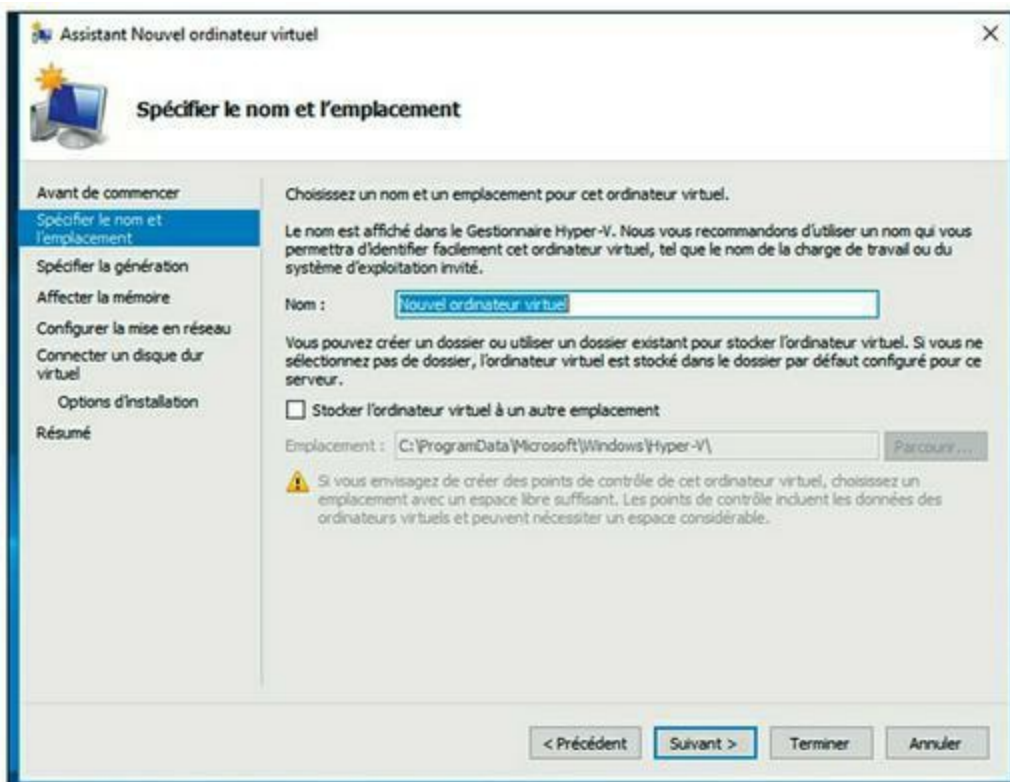 Assistant Nouvel ordinateur virtuel
Spécifier le nom et l'emplacement
Avant de commencer
Spécifier le nom et
l'emplacement
Spécifier la génération
Affecter la mémoire
Configurer la mise en réseau
Connecter un disque dur
virtuel
Options d'installation
Résumé
Choisissez un nom et un emplacement pour cet ordinateur virtuel.
Le nom est affiché dans le Gestionnaire Hyper-V. Nous vous recommandons d'utiliser un nom qui vous
permettra d'identifier facilement cet ordinateur virtuel, tel que le nom de la charge de travail ou du
système d'exploitation invité.
Nom : Nouvel ordinateur virtuel
Vous pouvez créer un dossier ou utiliser un dossier existant pour stocker l'ordinateur virtuel. Si vous ne
sélectionnez pas de dossier, l'ordinateur virtuel est stocké dans le dossier par défaut configuré pour ce
serveur.
Stocker l'ordinateur virtuel à un autre emplacement
Emplacement : C:\ProgramData\Microsoft\Windows\Hyper-V\ Parcourir...
Si vous envisagez de créer des points de contrôle de cet ordinateur virtuel, choisissez un
emplacement avec un espace libre suffisant. Les points de contrôle incluent les données des
ordinateurs virtuels et peuvent nécessiter un espace considérable.
< Précédent Suivant > Terminer Annuler